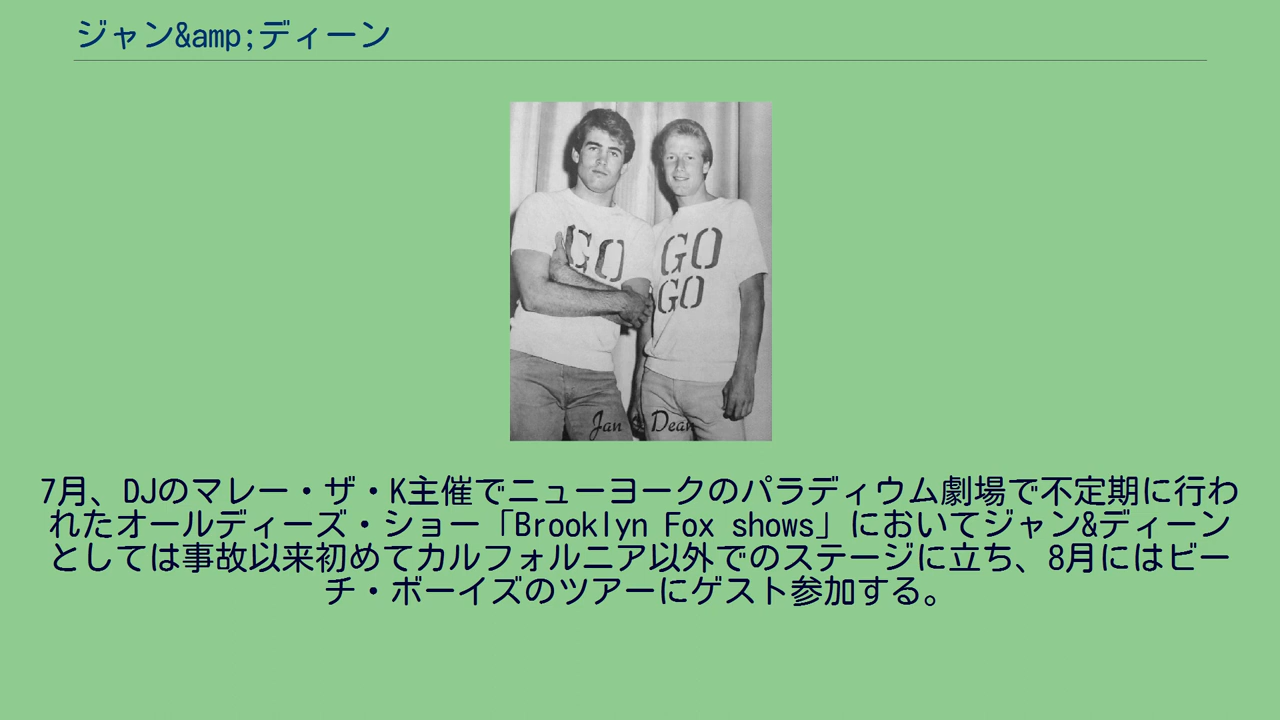 ジャン&amp;ディーン
GO
GO
GO
Jan & Dean
7月、DJのマレー・ザ・K主催でニューヨークのパラディウム劇場で不定期に行わ
れたオールディーズ・ショー「Brooklyn Fox shows」においてジャン&ディーン
としては事故以来初めてカルフォルニア以外でのステージに立ち、8月にはビー
チ・ボーイズのツアーにゲスト参加する。